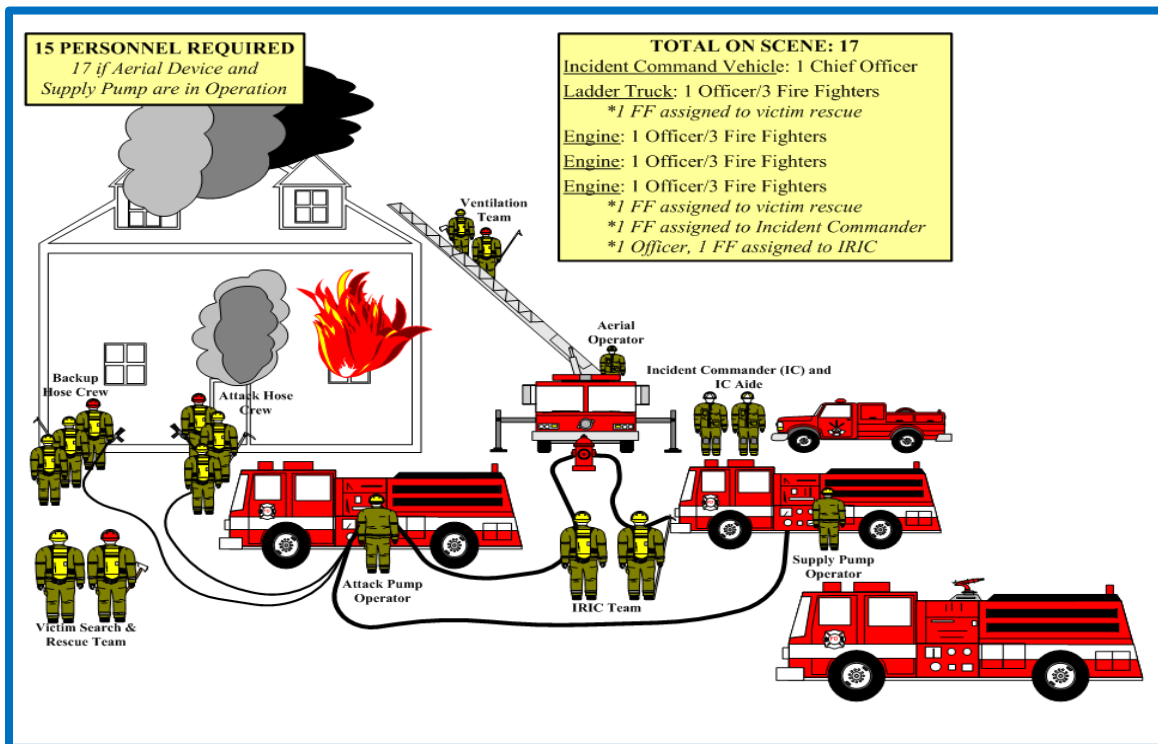 15 PERSONNEL REQUIRED
17 if Aerial Device and
Supply Pump are in Operation
TOTAL ON SCENE: 17
Incident Command Vehicle: 1 Chief Officer
Ladder Truck: 1 Officer/3 Fire Fighters
*1 FF assigned to victim rescue
Engine: 1 Officer/3 Fire Fighters
Engine: 1 Officer/3 Fire Fighters
Engine: 1 Officer/3 Fire Fighters
*1 FF assigned to victim rescue
*1 FF assigned to Incident Commander
*1 Officer, 1 FF assigned to IRIC
Ventilation
Team
Aerial
Operator
Incident Commander (IC) and
IC Aide
Backup
Hose Crew
Attack Hose
Crew
Attack Pump
Operator
IRIC Team
Supply Pump
Operator
Victim Search &
Rescue Team